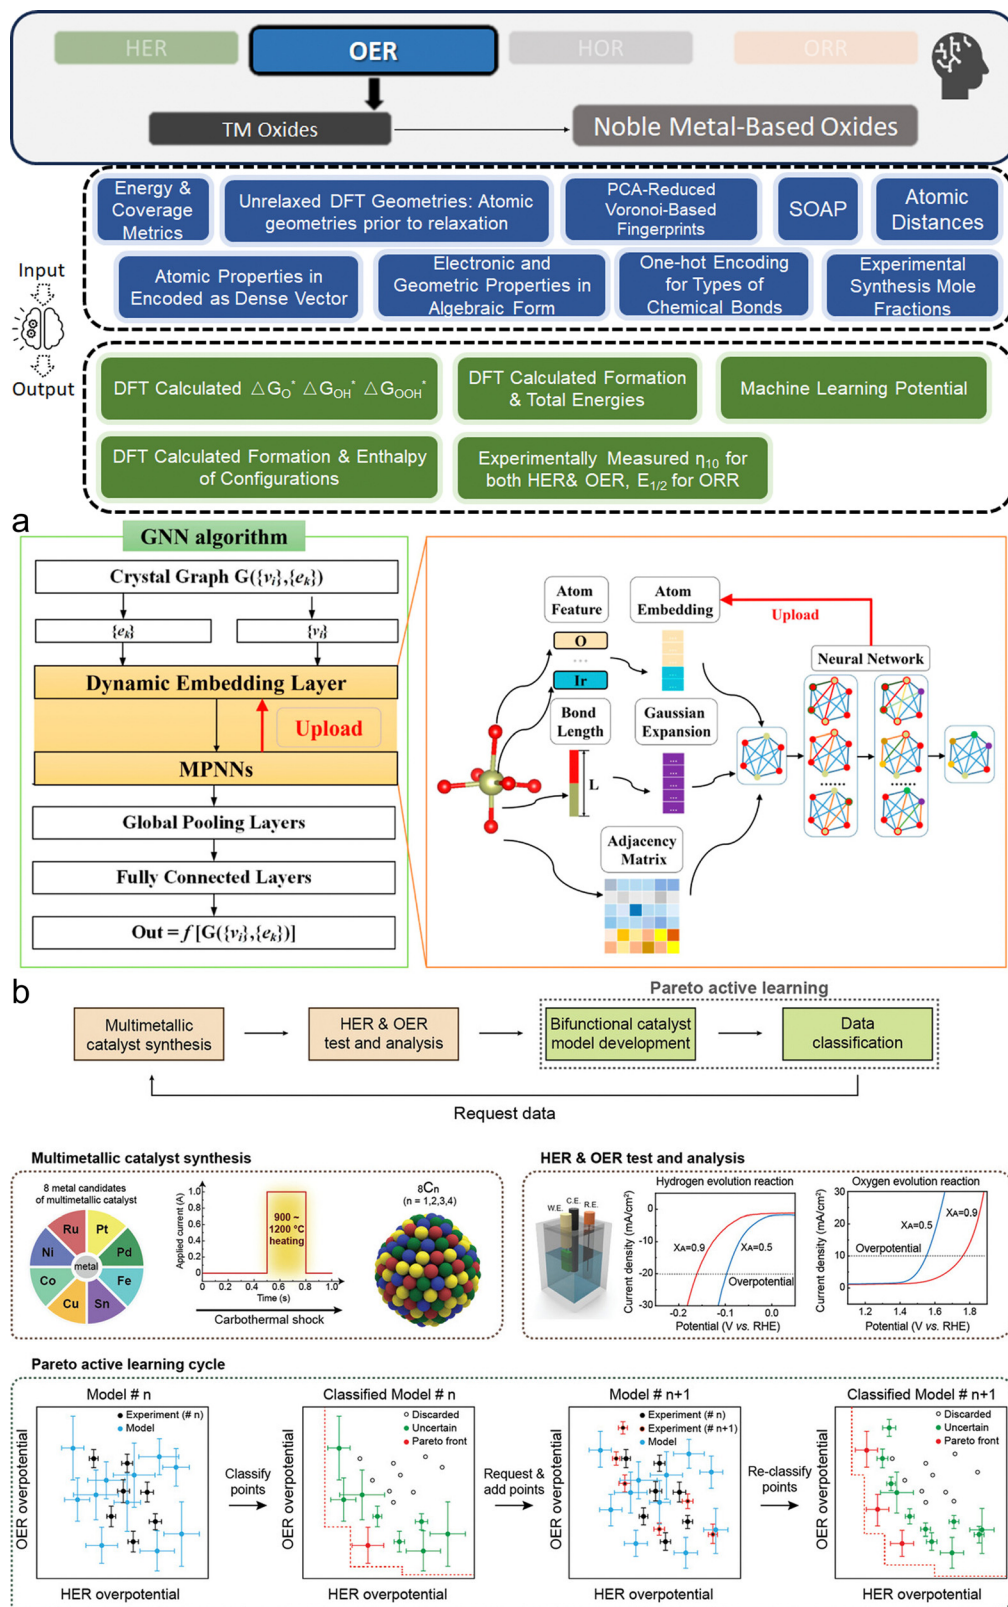 HER
OER
HOR
ORR
TM Oxides
Noble Metal-Based Oxides
Energy &
Coverage
Metrics
Unrelaxed DFT Geometries: Atomic
geometries prior to relaxation
PCA-Reduced
Voronoi-Based
Fingerprints
SOAP
Atomic
Distances
Input
Output
Atomic Properties in
Encoded as Dense Vector
Electronic and
Geometric Properties in
Algebraic Form
One-hot Encoding
for Types of
Chemical Bonds
Experimental
Synthesis Mole
Fractions
DFT Calculated △G_O* △G_OH* △G_OOH*
DFT Calculated Formation
& Total Energies
Machine Learning Potential
DFT Calculated Formation & Enthalpy
of Configurations
Experimentally Measured η₁₀ for
both HER& OER, E₁/₂ for ORR
a
GNN algorithm
Crystal Graph G({vᵢ},{eₖ})
{eₖ}
{vᵢ}
Dynamic Embedding Layer
Upload
MPNNs
Global Pooling Layers
Fully Connected Layers
Out = f [G({vᵢ},{eₖ})]
Atom
Feature
O
...
Ir
Atom
Embedding
Upload
Neural Network
Bond
Length
L
Gaussian
Expansion
...
...
...
...
Adjacency
Matrix
......
......
b
Pareto active learning
Multimetallic
catalyst synthesis
HER & OER
test and analysis
Bifunctional catalyst
model development
Data
classification
Request data
Multimetallic catalyst synthesis
8 metal candidates
of multimetallic catalyst
Ru
Pt
Ni
Pd
metal
Co
Fe
Cu
Sn
Applied current (A)
1.0
0.8
0.6
0.4
0.2
0
900 ~
1200 °C
heating
0
0.2
0.4
0.6
0.8
1.0
Time (s)
Carbothermal shock
₈Cₙ
(n = 1,2,3,4)
HER & OER test and analysis
W.E.
C.E.
R.E.
Hydrogen evolution reaction
Current density (mA/cm²)
0
-10
-20
-30
X_A=0.9
X_A=0.5
Overpotential
-0.2
-0.1
0.0
Potential (V vs. RHE)
Oxygen evolution reaction
Current density (mA/cm²)
30
20
10
0
X_A=0.5
X_A=0.9
Overpotential
1.2
1.4
1.6
1.8
Potential (V vs. RHE)
Pareto active learning cycle
Model # n
Experiment (# n)
Model
OER overpotential
HER overpotential
Classify
points
Classified Model # n
Discarded
Uncertain
Pareto front
OER overpotential
HER overpotential
Request &
add points
Model # n+1
Experiment (# n)
Experiment (# n+1)
Model
OER overpotential
HER overpotential
Re-classify
points
Classified Model # n+1
Discarded
Uncertain
Pareto front
OER overpotential
HER overpotential